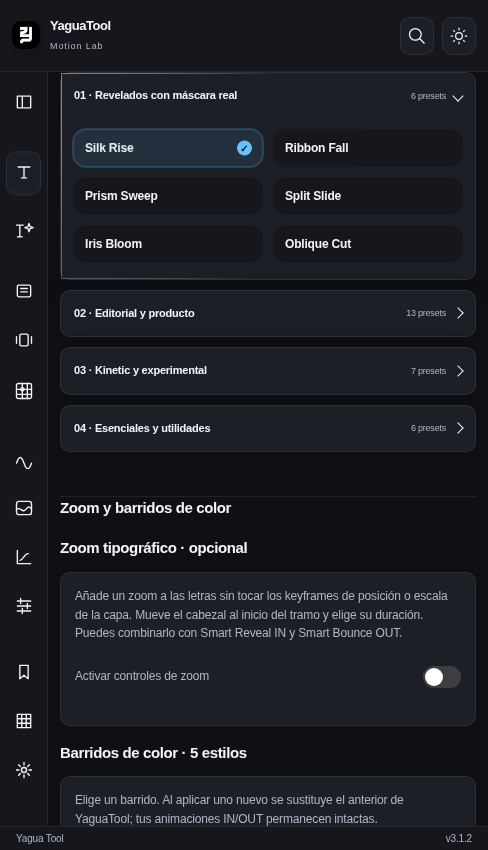 YaguaTool
Motion Lab
01 · Revelados con máscara real
6 presets
Silk Rise
Ribbon Fall
Prism Sweep
Split Slide
Iris Bloom
Oblique Cut
02 · Editorial y producto
13 presets
03 · Kinetic y experimental
7 presets
04 · Esenciales y utilidades
6 presets
Zoom y barridos de color
Zoom tipográfico · opcional
Añade un zoom a las letras sin tocar los keyframes de posición o escala
de la capa. Mueve el cabezal al inicio del tramo y elige su duración.
Puedes combinarlo con Smart Reveal IN y Smart Bounce OUT.
Activar controles de zoom
Barridos de color · 5 estilos
Elige un barrido. Al aplicar uno nuevo se sustituye el anterior de
YaguaTool; tus animaciones IN/OUT permanecen intactas.
Yagua Tool
v3.1.2